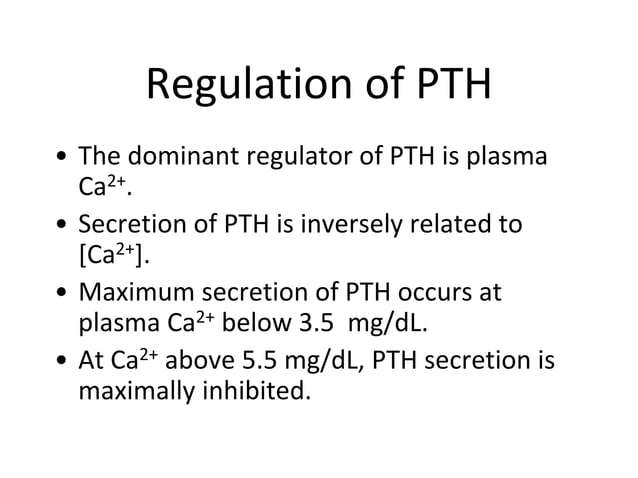 Regulation of PTH
• The dominant regulator of PTH is plasma
Ca²⁺.
• Secretion of PTH is inversely related to
[Ca²⁺].
• Maximum secretion of PTH occurs at
plasma Ca²⁺ below 3.5  mg/dL.
• At Ca²⁺ above 5.5 mg/dL, PTH secretion is
maximally inhibited.